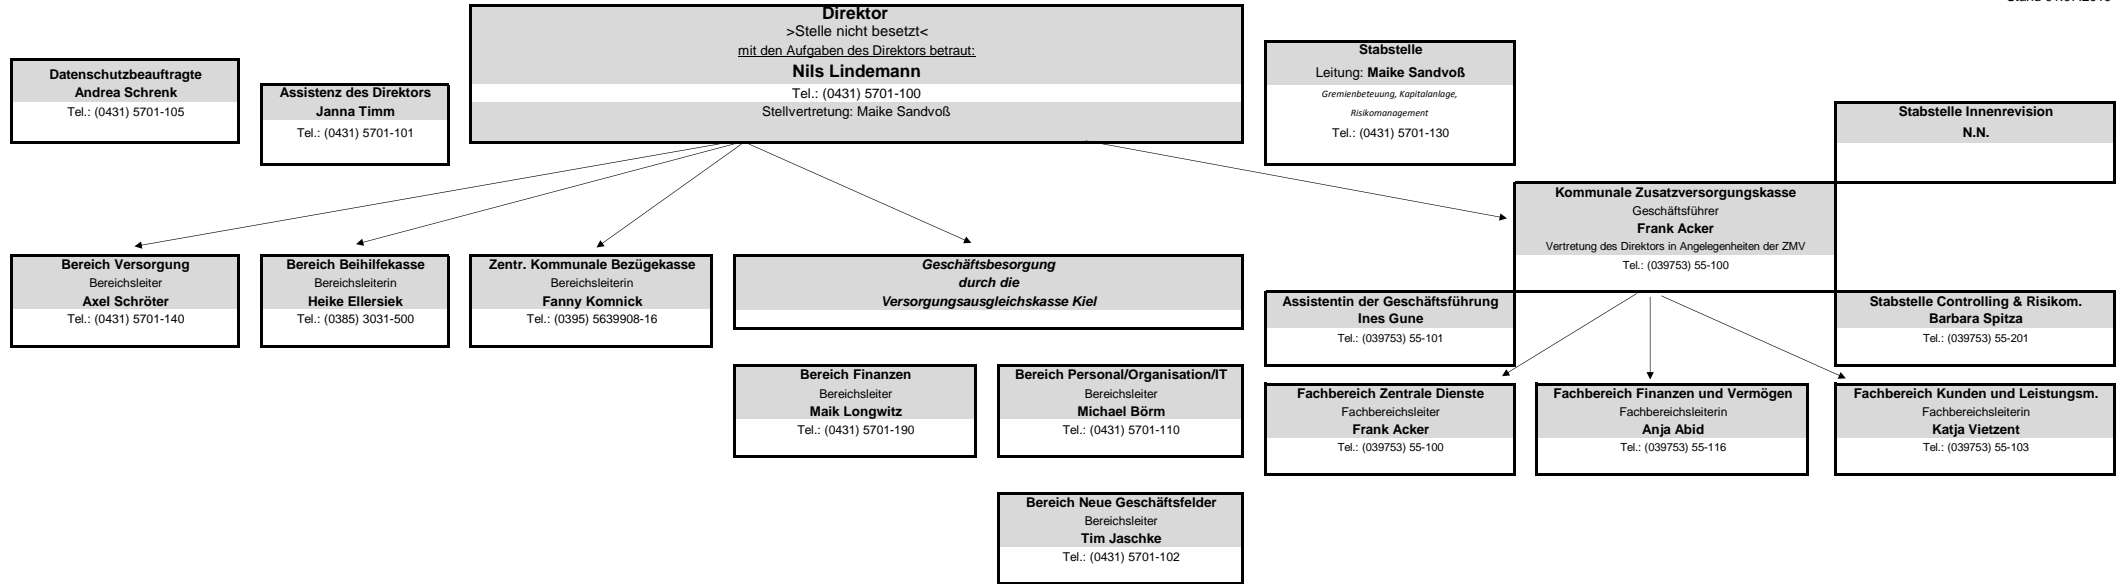 Direktor
>Stelle nicht besetzt<
mit den Aufgaben des Direktors betraut:
Nils Lindemann
Tel.: (0431) 5701-100
Stellvertretung: Maike Sandvoß
Datenschutzbeauftragte
Andrea Schrenk
Tel.: (0431) 5701-105
Assistenz des Direktors
Janna Timm
Tel.: (0431) 5701-101
Stabstelle
Leitung: Maike Sandvoß
Gremienbeteuung, Kapitalanlage,
Risikomanagement
Tel.: (0431) 5701-130
Stabstelle Innenrevision
N.N.
Kommunale Zusatzversorgungskasse
Geschäftsführer
Frank Acker
Vertretung des Direktors in Angelegenheiten der ZMV
Tel.: (039753) 55-100
Bereich Versorgung
Bereichsleiter
Axel Schröter
Tel.: (0431) 5701-140
Bereich Beihilfekasse
Bereichsleiterin
Heike Ellersiek
Tel.: (0385) 3031-500
Zentr. Kommunale Bezügekasse
Bereichsleiterin
Fanny Komnick
Tel.: (0395) 5639908-16
Geschäftsbesorgung
durch die
Versorgungsausgleichskasse Kiel
Assistentin der Geschäftsführung
Ines Gune
Tel.: (039753) 55-101
Stabstelle Controlling & Risikom.
Barbara Spitza
Tel.: (039753) 55-201
Bereich Finanzen
Bereichsleiter
Maik Longwitz
Tel.: (0431) 5701-190
Bereich Personal/Organisation/IT
Bereichsleiter
Michael Börm
Tel.: (0431) 5701-110
Fachbereich Zentrale Dienste
Fachbereichsleiter
Frank Acker
Tel.: (039753) 55-100
Fachbereich Finanzen und Vermögen
Fachbereichsleiterin
Anja Abid
Tel.: (039753) 55-116
Fachbereich Kunden und Leistungsm.
Fachbereichsleiterin
Katja Vietzent
Tel.: (039753) 55-103
Bereich Neue Geschäftsfelder
Bereichsleiter
Tim Jaschke
Tel.: (0431) 5701-102